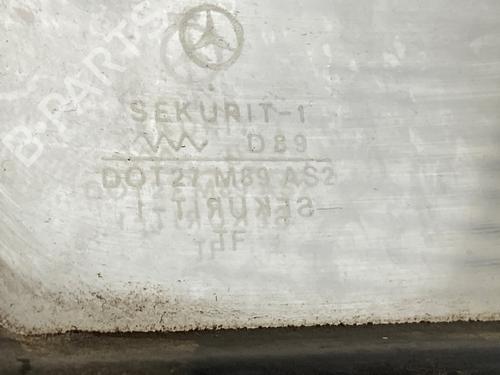 B-PARTS
SEKURIT-1
D89
DOT27 M89 AS2
SEKURIT-1